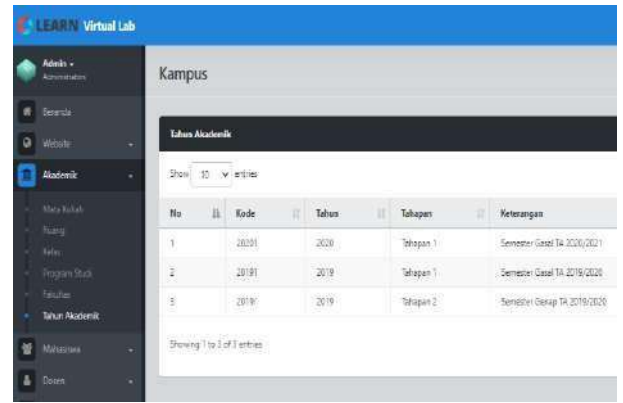 LEARN Virtual Lab
Admin
Administrators
Kampus
Beranda
Website
Akademik
Mata Kuliah
Ruang
Kelas
Program Studi
Fakultas
Tahun Akademik
Mahasiswa
Dosen
Tahun Akademik
Show 10 entries
No Kode Tahun Tahapan Keterangan
1 20201 2020 Tahapan 1 Semester Gasal TA 2020/2021
2 20191 2019 Tahapan 1 Semester Gasal TA 2019/2020
3 2019 Tahapan 2 Semester Genap TA 2019/2020
Showing 1 to 3 of 3 entries